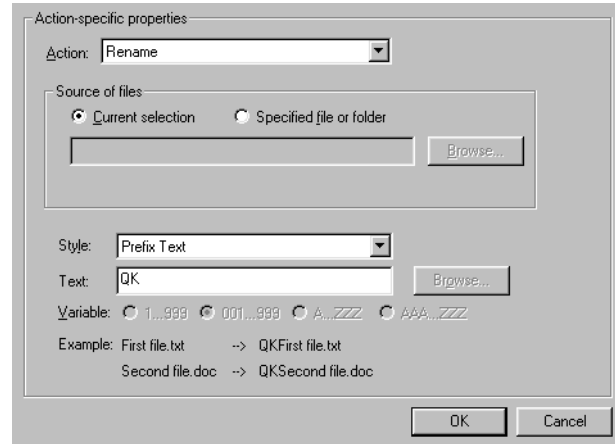 Action-specific properties
Action: Rename
Source of files
Current selection Specified file or folder
Browse...
Style: Prefix Text
Text: QK Browse...
Variable: 1...999 001...999 A...ZZZ AAA...ZZZ
Example: First file.txt --> QKFirst file.txt
Second file.doc --> QKSecond file.doc
OK Cancel